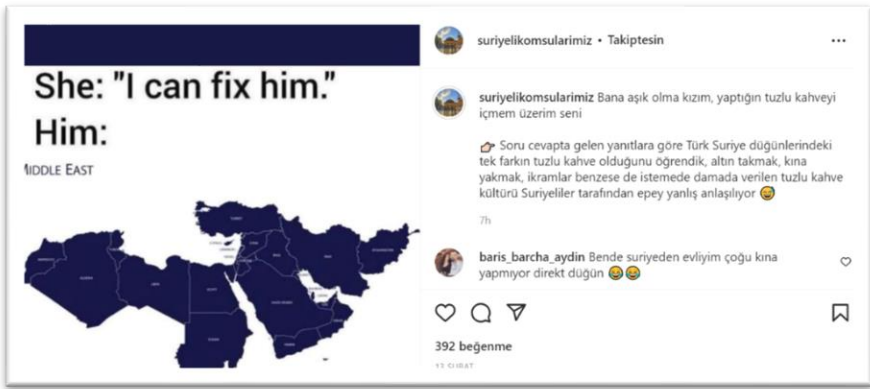 She: "I can fix him."
Him:
MIDDLE EAST
suriyelikomsularimiz • Takiptesin
suriyelikomsularimiz Bana aşık olma kızım, yaptığın tuzlu kahveyi
içmem üzerim seni
👉 Soru cevapta gelen yanıtlara göre Türk Suriye düğünlerindeki
tek farkın tuzlu kahve olduğunu öğrendik, altın takmak, kına
yakmak, ikramlar benzese de istemede damada verilen tuzlu kahve
kültürü Suriyeliler tarafından epey yanlış anlaşılıyor 😅
7h
baris_barcha_aydin Bende suriyeden evliyim çoğu kına
yapmıyor direkt düğün 😂😂
392 beğenme